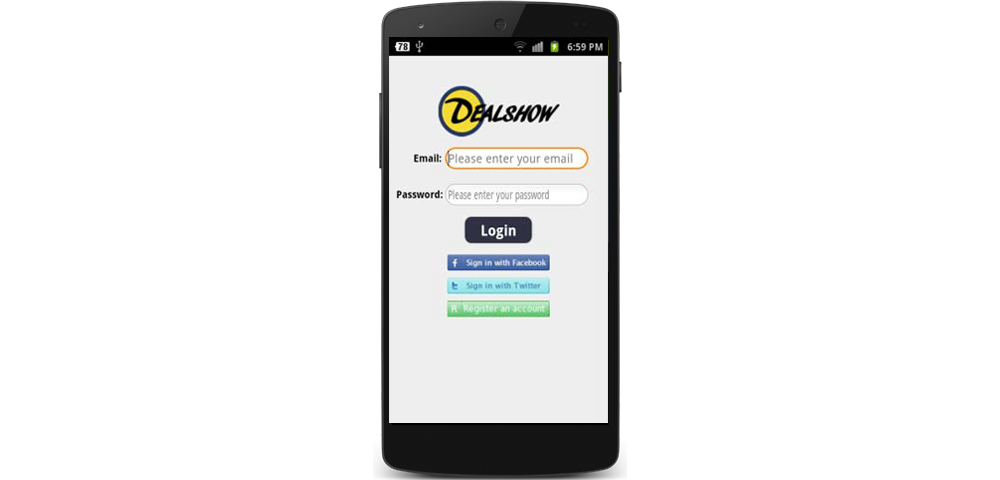 78 6:59 PM
DEALSHOW
Email: Please enter your email
Password: Please enter your password
Login
f Sign in with Facebook
t Sign in with Twitter
R Register an account